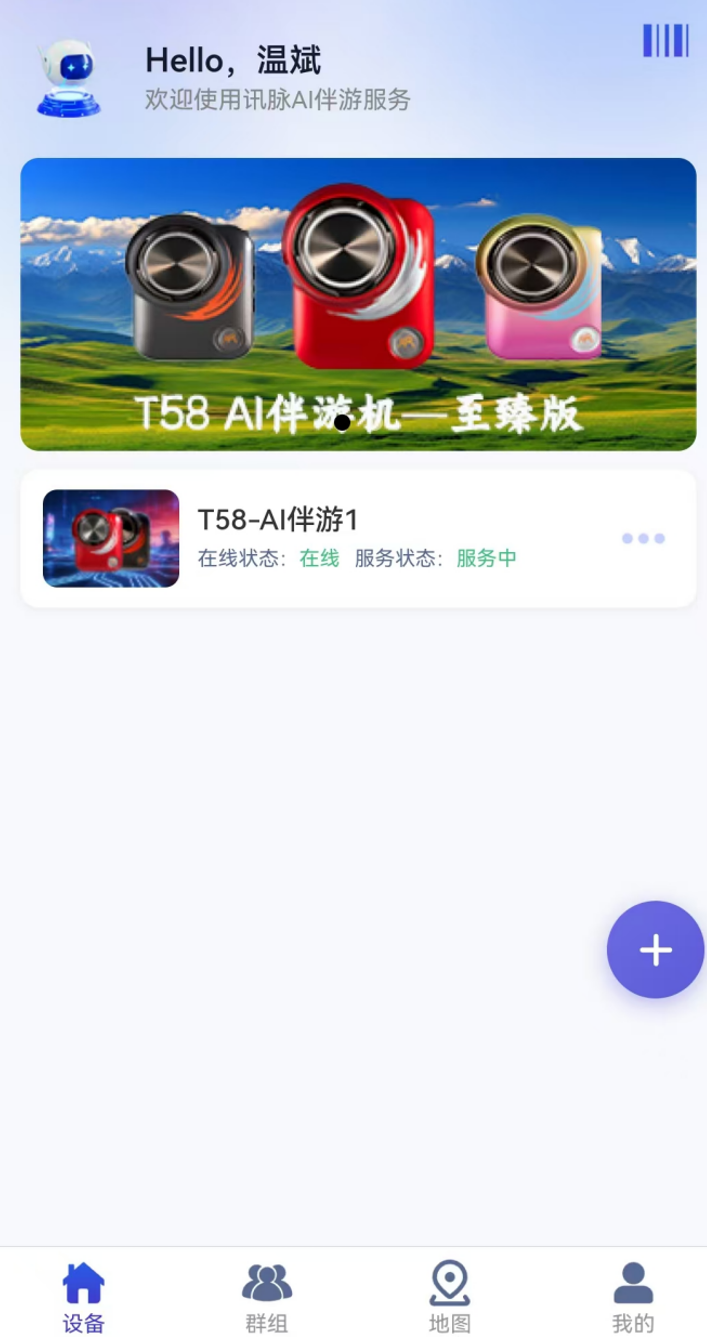 Hello，温斌
欢迎使用讯脉AI伴游服务
T58 AI伴游机—至臻版
T58-AI伴游1
在线状态：在线 服务状态：服务中
设备 群组 地图 我的